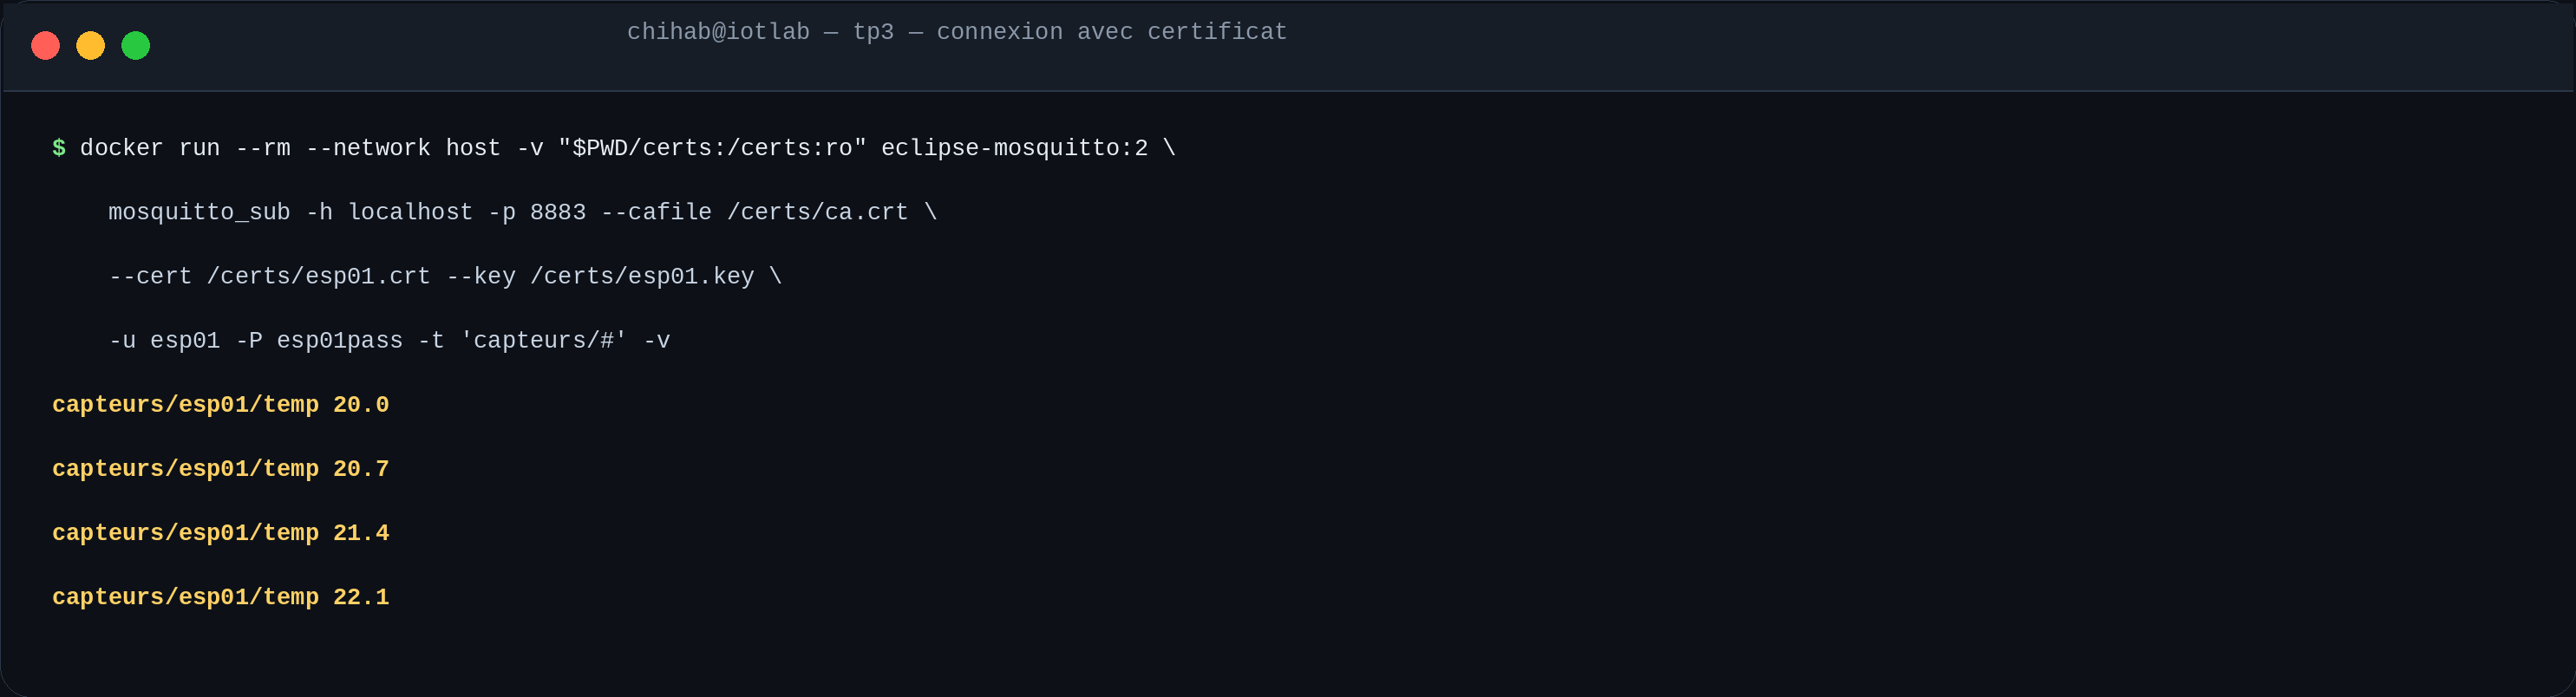 chihab@iotlab — tp3 — connexion avec certificat
$ docker run --rm --network host -v "$PWD/certs:/certs:ro" eclipse-mosquitto:2 \
mosquitto_sub -h localhost -p 8883 --cafile /certs/ca.crt \
--cert /certs/esp01.crt --key /certs/esp01.key \
-u esp01 -P esp01pass -t 'capteurs/#' -v
capteurs/esp01/temp 20.0
capteurs/esp01/temp 20.7
capteurs/esp01/temp 21.4
capteurs/esp01/temp 22.1